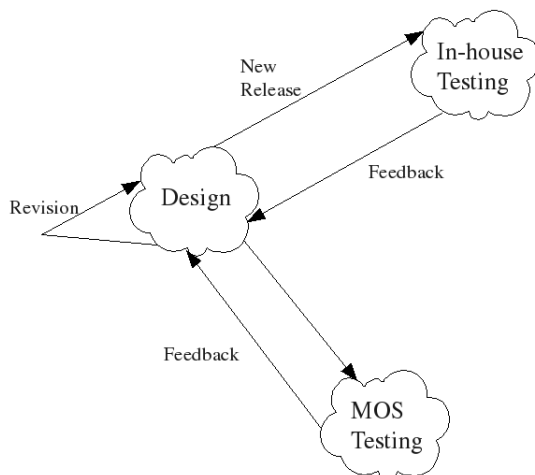 In-house
Testing
New
Release
Feedback
Design
Revision
Feedback
MOS
Testing